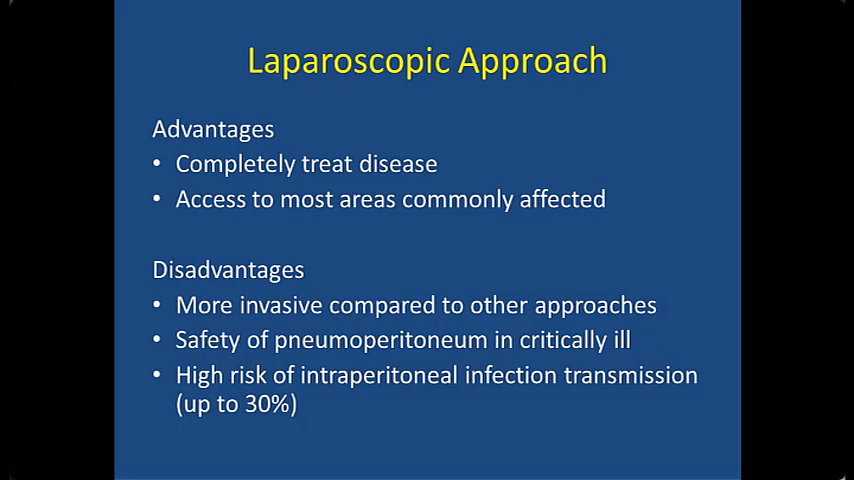 Laparoscopic Approach
Advantages
• Completely treat disease
• Access to most areas commonly affected
Disadvantages
• More invasive compared to other approaches
• Safety of pneumoperitoneum in critically ill
• High risk of intraperitoneal infection transmission
(up to 30%)